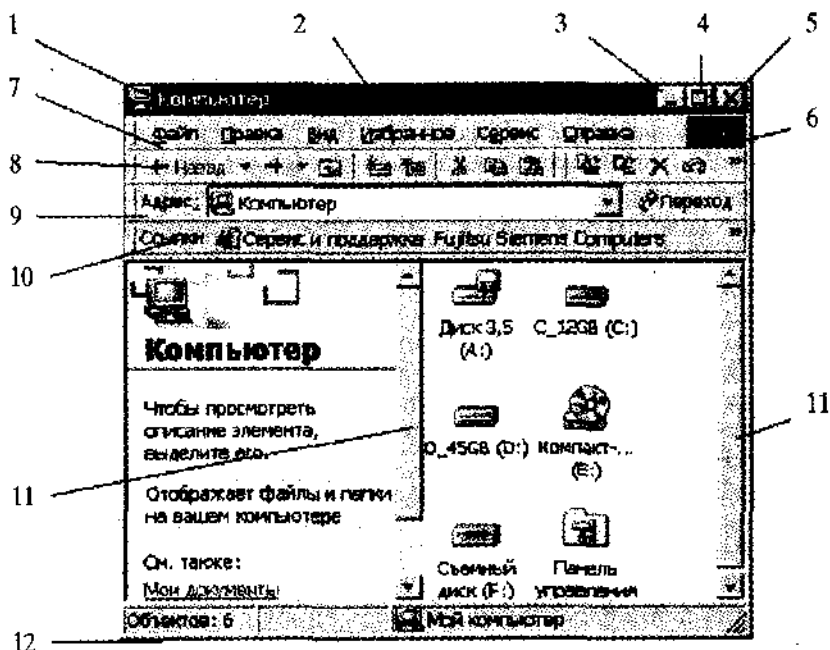 1 2 3 4 5
Компьютер
7
Файл Правка Вид Избранное Сервис Справка
6
8
Назад
9
Адрес: Компьютер Переход
10
Ссылки Сервис и поддержка Fujitsu Siemens Computers
Компьютер
Чтобы просмотреть
описание элемента,
выделите его.
Отображает файлы и папки
на вашем компьютере
См. также:
Мои документы
11
Диск 3,5
(A:)
C_12GB (C:)
D_45GB (D:)
Компакт-...
(E:)
Съемный
диск (F:)
Панель
управления
11
Объектов: 6 Мой компьютер
12